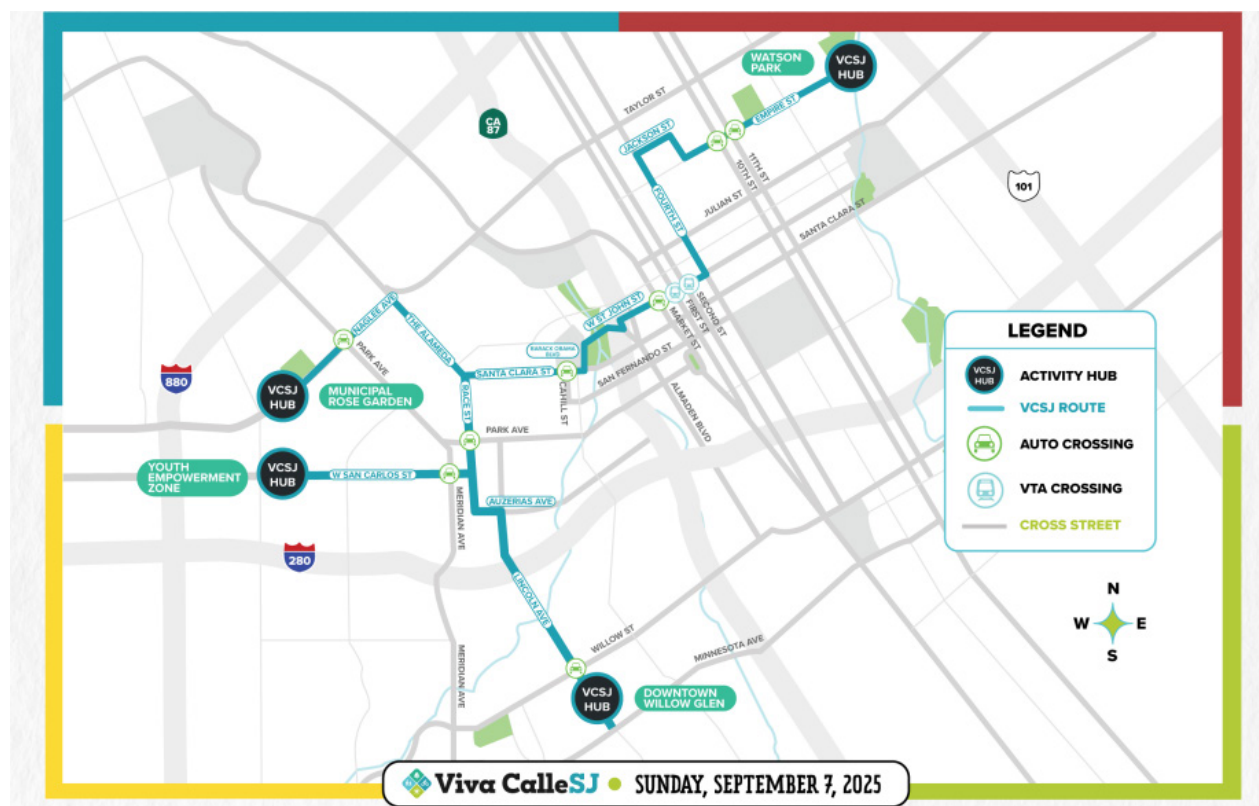 WATSON
PARK
VCSJ
HUB
TAYLOR ST
CA
87
JACKSON ST
EMPIRE ST
11TH ST
10TH ST
101
FOURTH ST
JULIAN ST
SANTA CLARA ST
NAGLEE AVE
THE ALAMEDA
PARK AVE
W ST JOHN ST
SECOND ST
FIRST ST
MARKET ST
BARACK OBAMA
BLVD
SANTA CLARA ST
SAN FERNANDO ST
CAHILL ST
ALMADEN BLVD
880
VCSJ
HUB
MUNICIPAL
ROSE GARDEN
RACE ST
PARK AVE
YOUTH
EMPOWERMENT
ZONE
VCSJ
HUB
W SAN CARLOS ST
MERIDIAN AVE
AUZERIAS AVE
280
LINCOLN AVE
WILLOW ST
MINNESOTA AVE
MERIDIAN AVE
VCSJ
HUB
DOWNTOWN
WILLOW GLEN
LEGEND
VCSJ
HUB
ACTIVITY HUB
VCSJ ROUTE
AUTO CROSSING
VTA CROSSING
CROSS STREET
N
W E
S
Viva CalleSJ • SUNDAY, SEPTEMBER 7, 2025